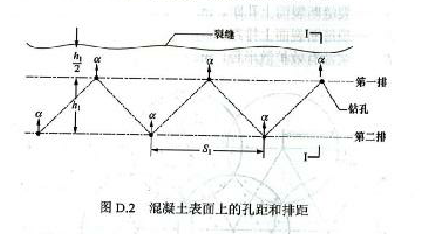 裂缝
I
h₁/2
α
α
α
第一排
h₁
钻孔
α
α
α
第二排
S₁
I
图 D.2 混凝土表面上的孔距和排距